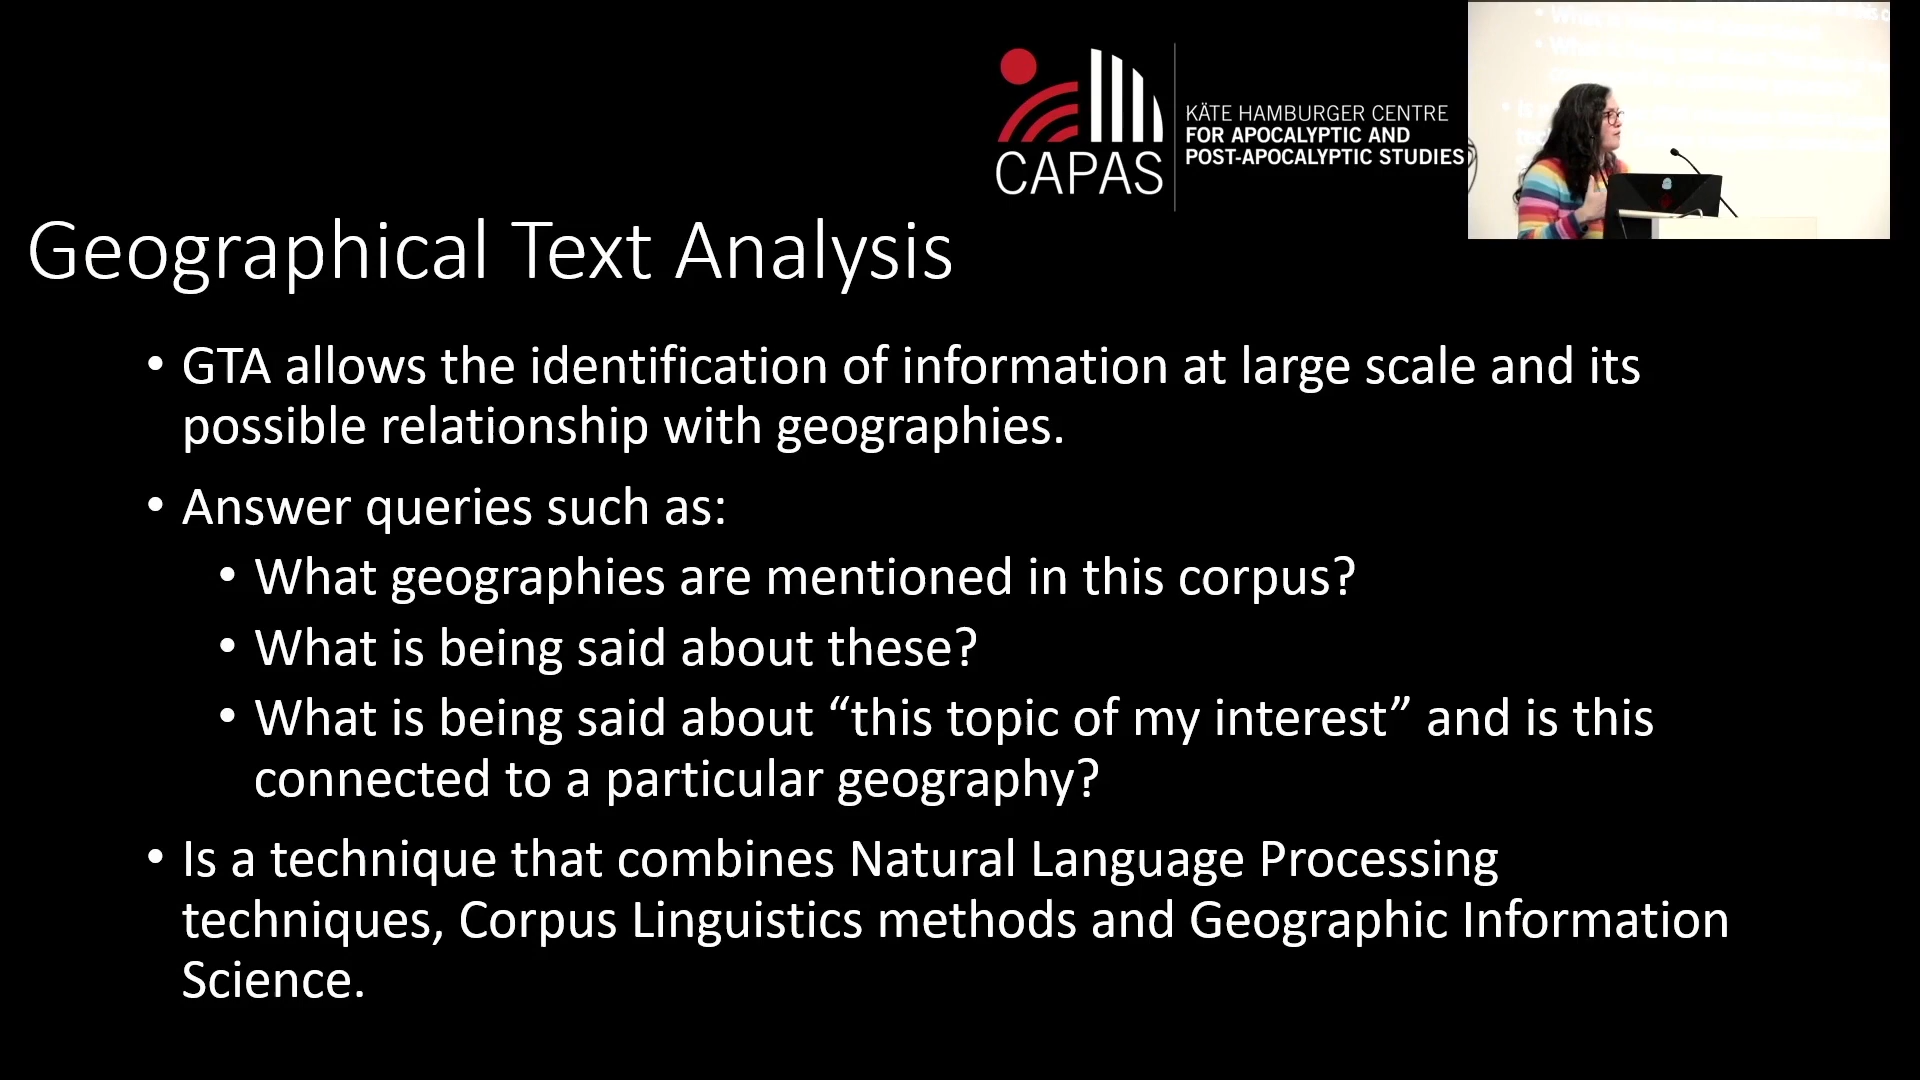 CAPAS
KÄTE HAMBURGER CENTRE
FOR APOCALYPTIC AND
POST-APOCALYPTIC STUDIES
Geographical Text Analysis
• GTA allows the identification of information at large scale and its
possible relationship with geographies.
• Answer queries such as:
• What geographies are mentioned in this corpus?
• What is being said about these?
• What is being said about “this topic of my interest” and is this
connected to a particular geography?
• Is a technique that combines Natural Language Processing
techniques, Corpus Linguistics methods and Geographic Information
Science.